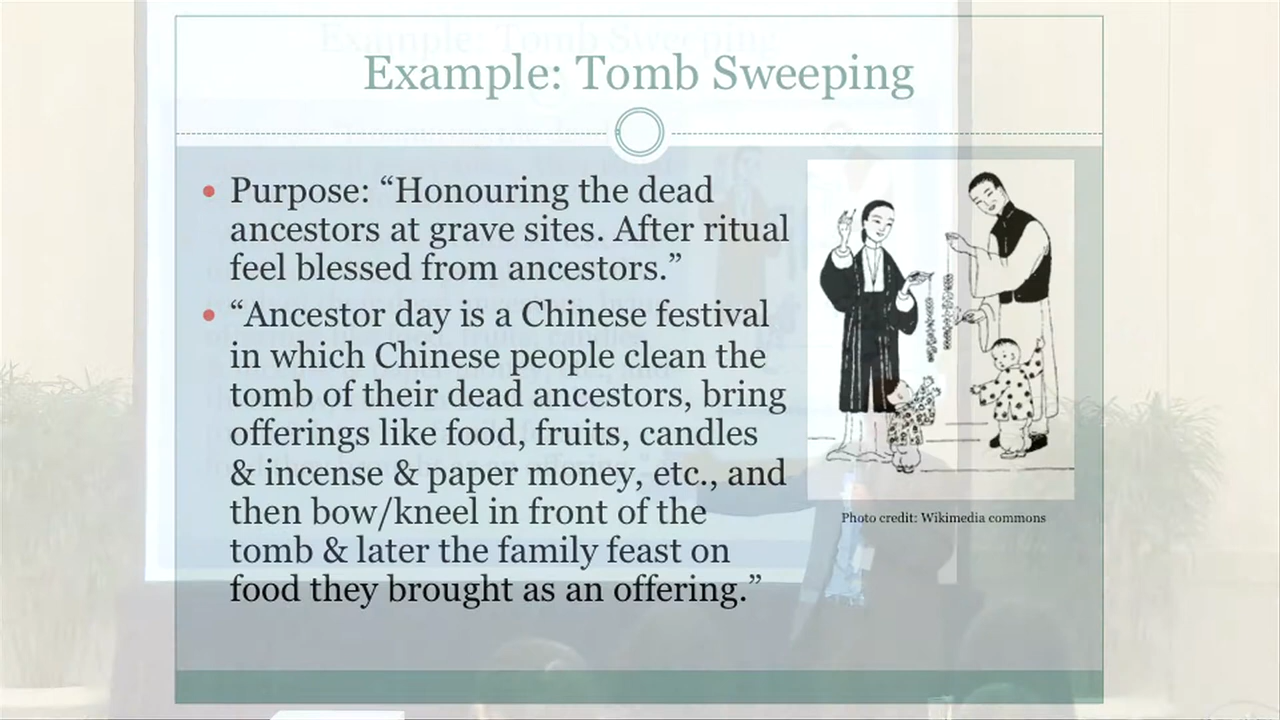 Example: Tomb Sweeping
• Purpose: “Honouring the dead
ancestors at grave sites. After ritual
feel blessed from ancestors.”
• “Ancestor day is a Chinese festival
in which Chinese people clean the
tomb of their dead ancestors, bring
offerings like food, fruits, candles
& incense & paper money, etc., and
then bow/kneel in front of the
tomb & later the family feast on
food they brought as an offering.”
Photo credit: Wikimedia commons